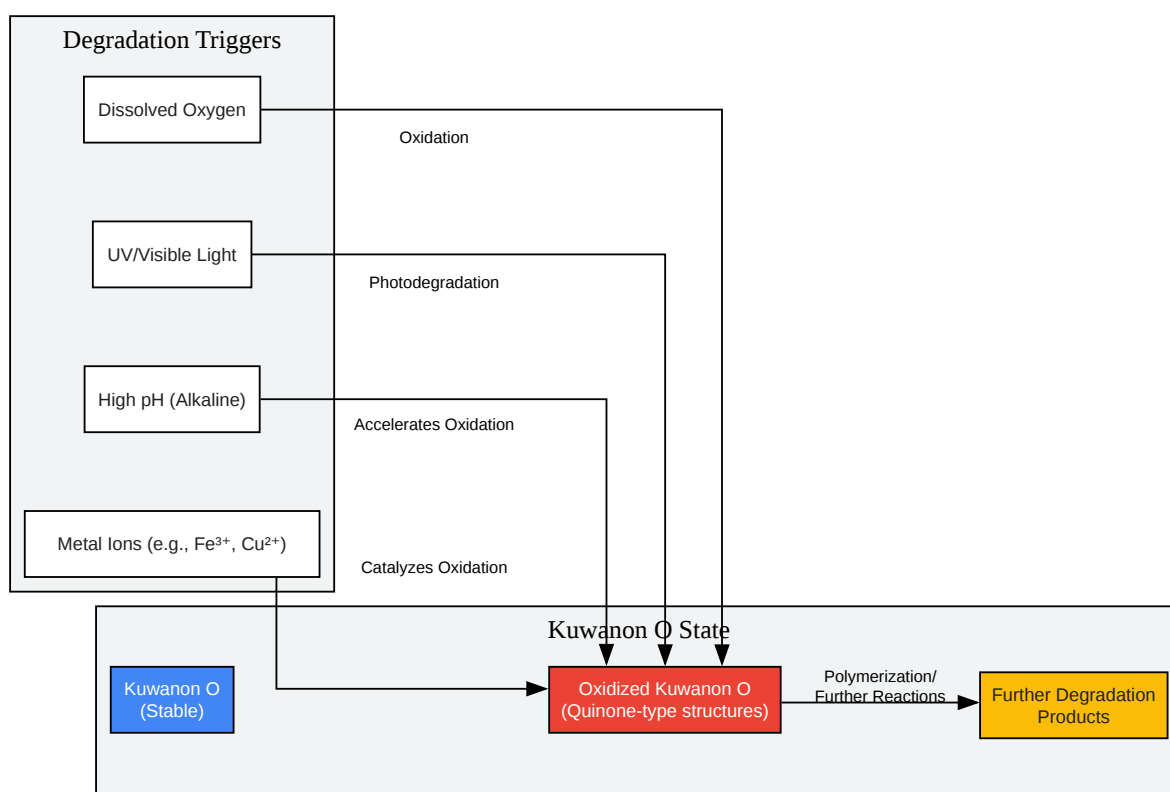 Degradation Triggers
Dissolved Oxygen
Oxidation
UV/Visible Light
Photodegradation
High pH (Alkaline)
Accelerates Oxidation
Metal Ions (e.g., Fe³⁺, Cu²⁺)
Catalyzes Oxidation
Kuwanon O State
Kuwanon O
(Stable)
Oxidized Kuwanon O
(Quinone-type structures)
Polymerization/
Further Reactions
Further Degradation
Products